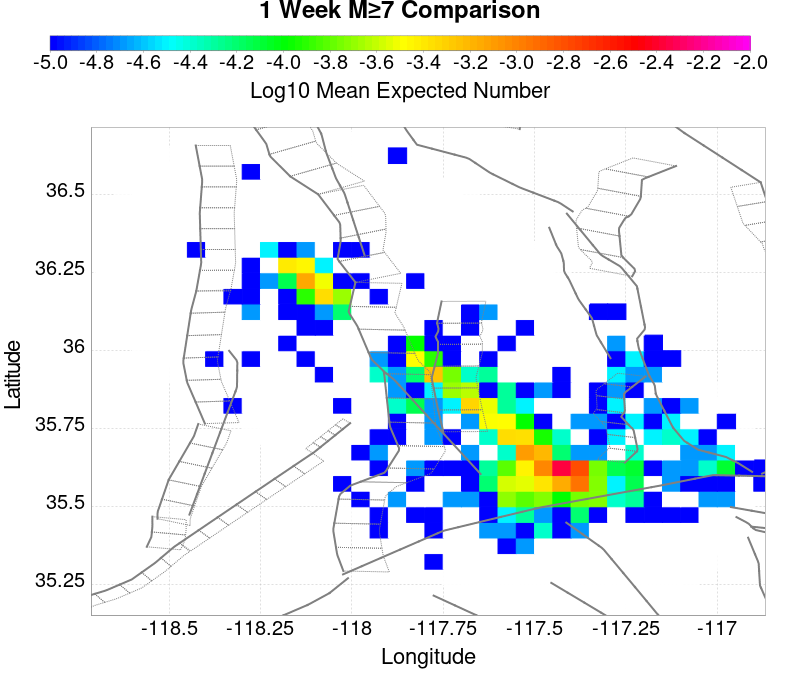 1 Week M≥7 Comparison
-5.0 -4.8 -4.6 -4.4 -4.2 -4.0 -3.8 -3.6 -3.4 -3.2 -3.0 -2.8 -2.6 -2.4 -2.2 -2.0
Log10 Mean Expected Number
36.5
36.25
36
35.75
35.5
35.25
Latitude
-118.5 -118.25 -118 -117.75 -117.5 -117.25 -117
Longitude